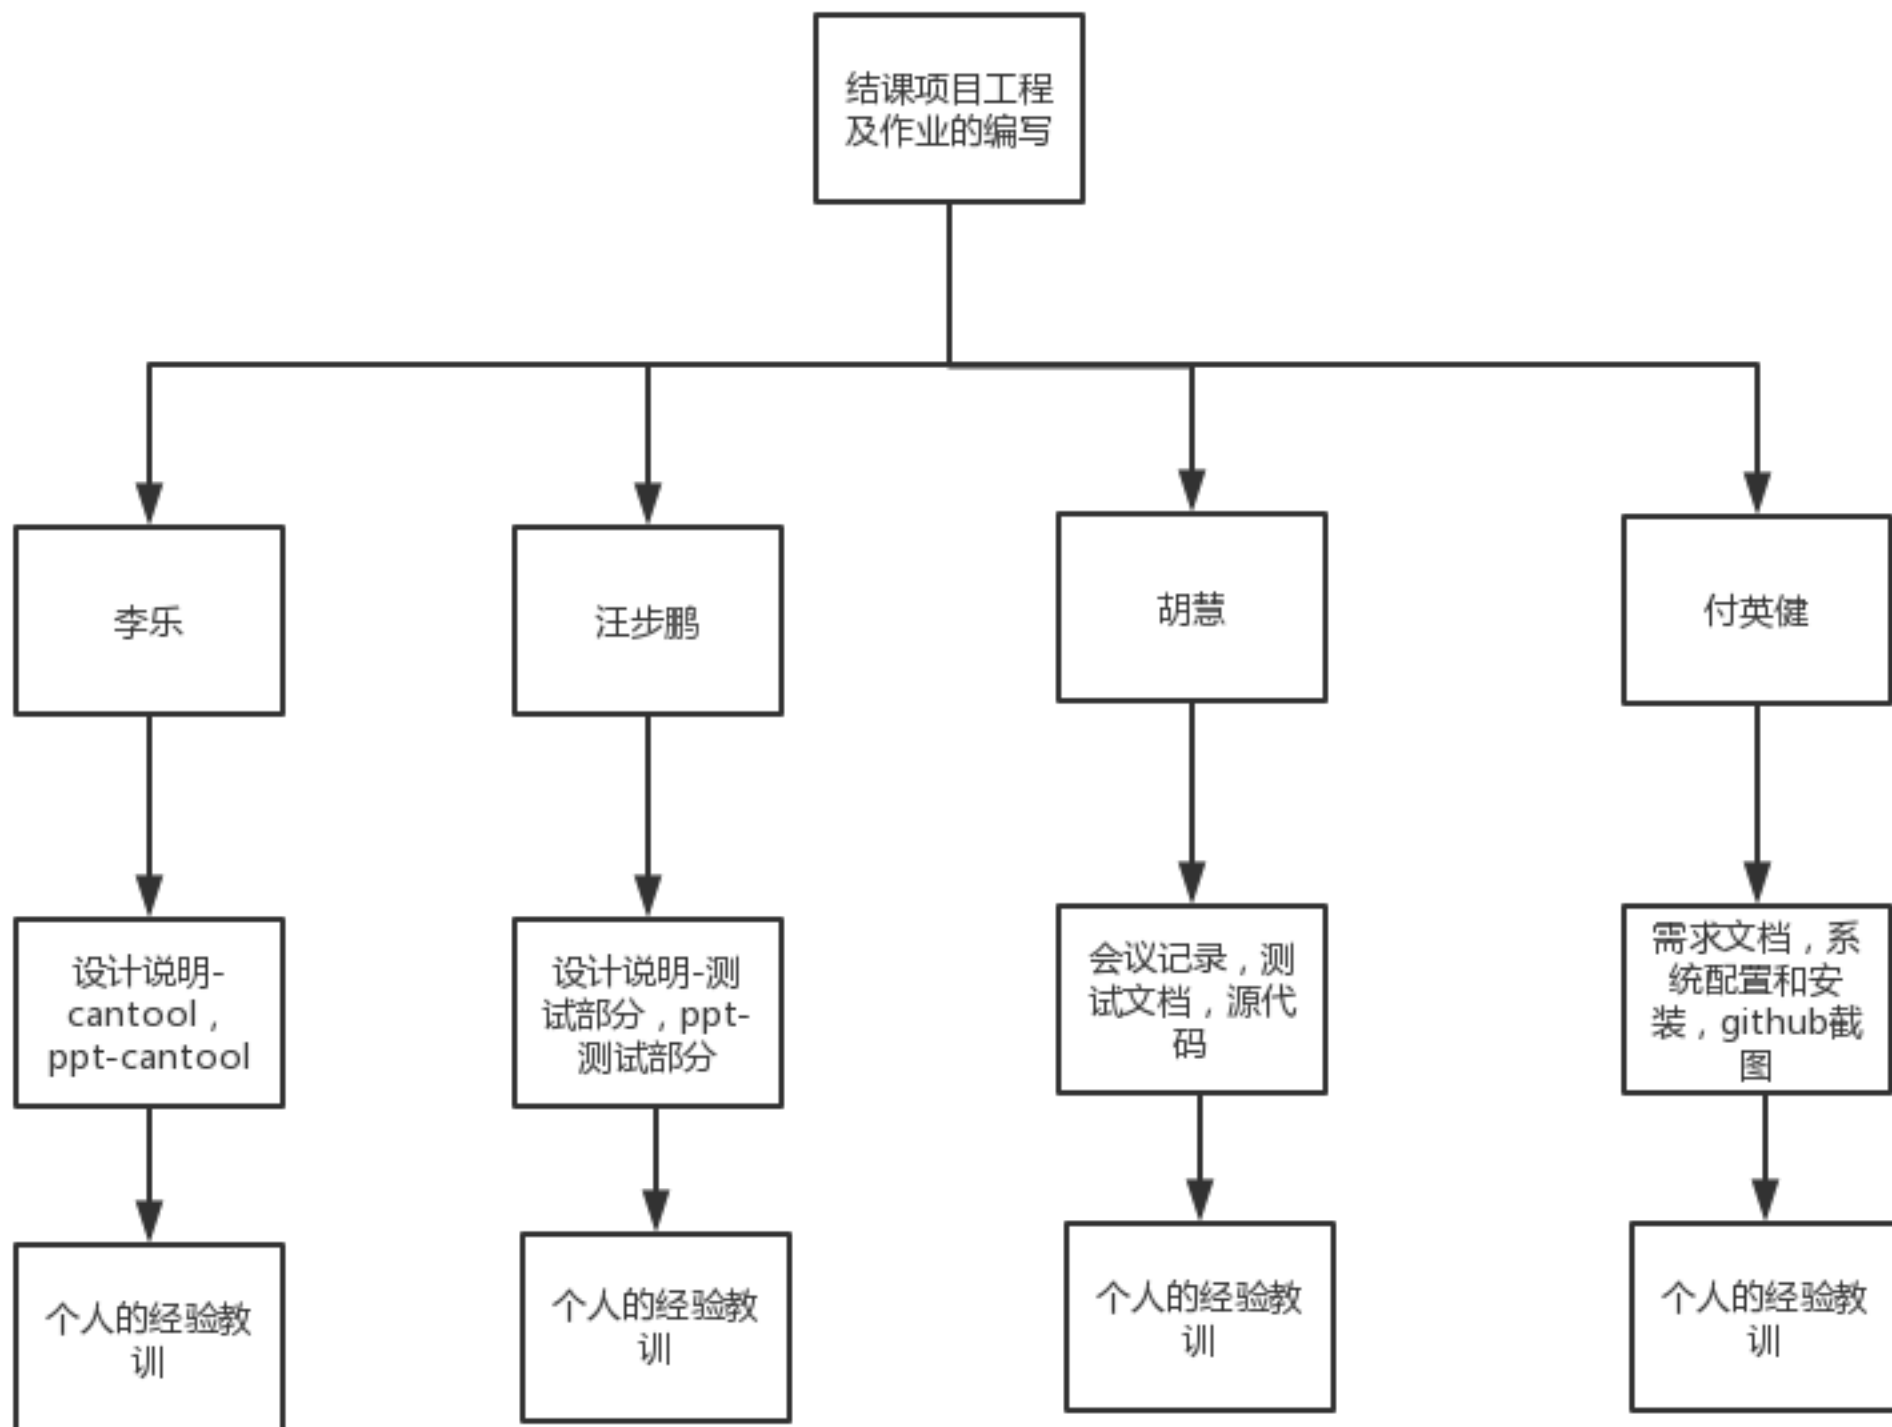 结课项目工程
及作业的编写
李乐
汪步鹏
胡慧
付英健
设计说明-
cantool，
ppt-cantool
设计说明-测
试部分，ppt-
测试部分
会议记录，测
试文档，源代
码
需求文档，系
统配置和安
装，github截
图
个人的经验教
训
个人的经验教
训
个人的经验教
训
个人的经验教
训